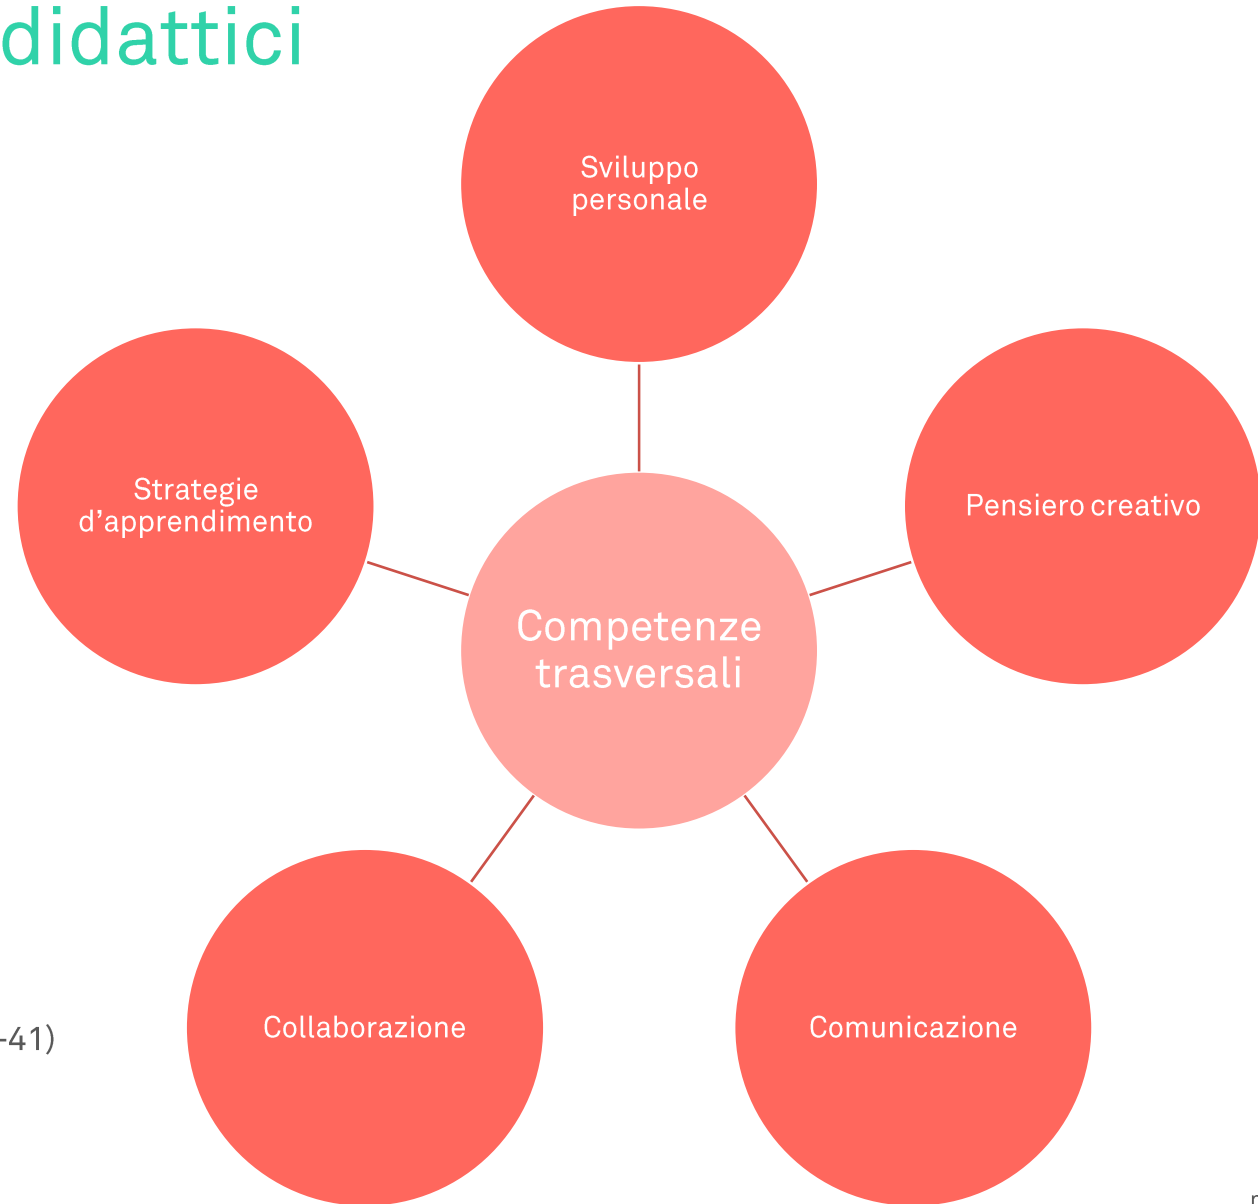 didattici
Sviluppo
personale
Strategie
d'apprendimento
Pensiero creativo
Competenze
trasversali
Collaborazione
Comunicazione
-41)